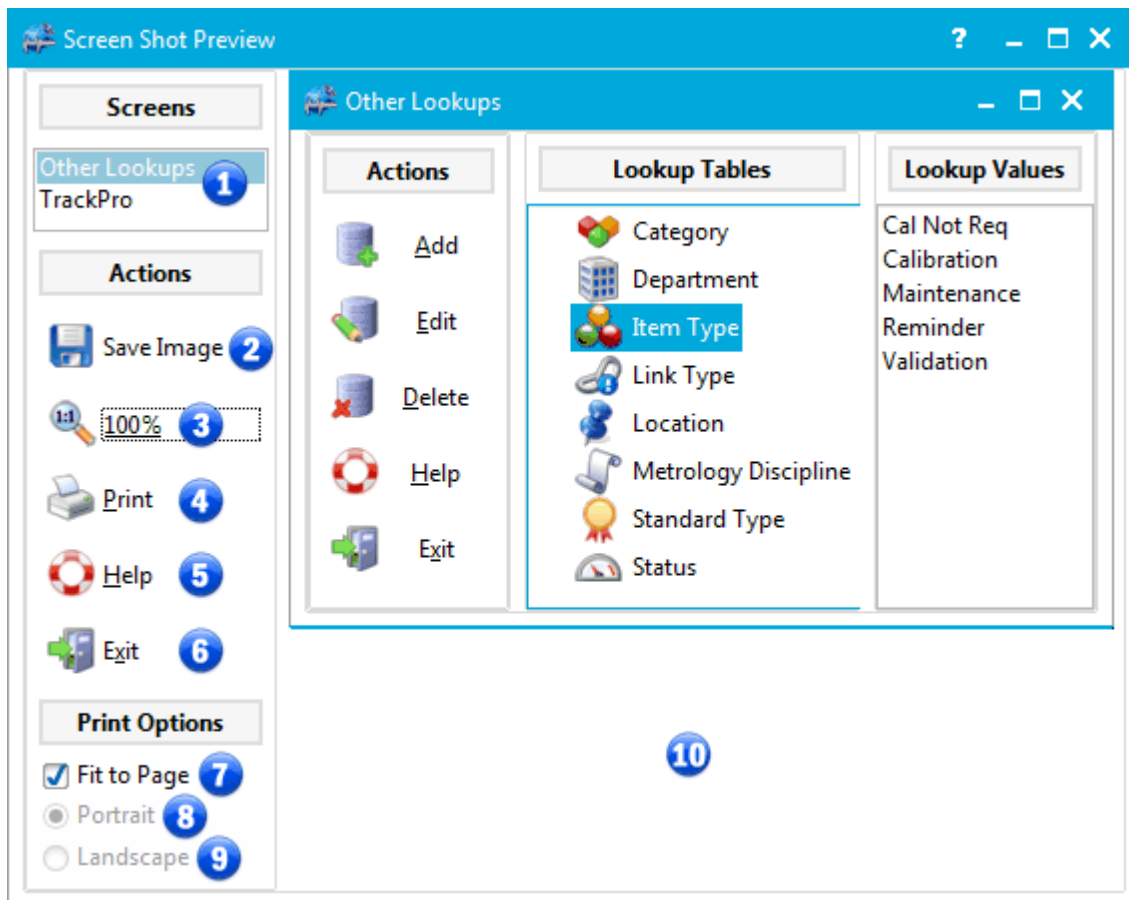 Screen Shot Preview
?
Screens
Other Lookups 1
TrackPro
Actions
Save Image 2
1:1 100% 3
Print 4
Help 5
Exit 6
Print Options
Fit to Page 7
Portrait 8
Landscape 9
Other Lookups
Actions
Add
Edit
Delete
Help
Exit
Lookup Tables
Category
Department
Item Type
Link Type
Location
Metrology Discipline
Standard Type
Status
Lookup Values
Cal Not Req
Calibration
Maintenance
Reminder
Validation
10